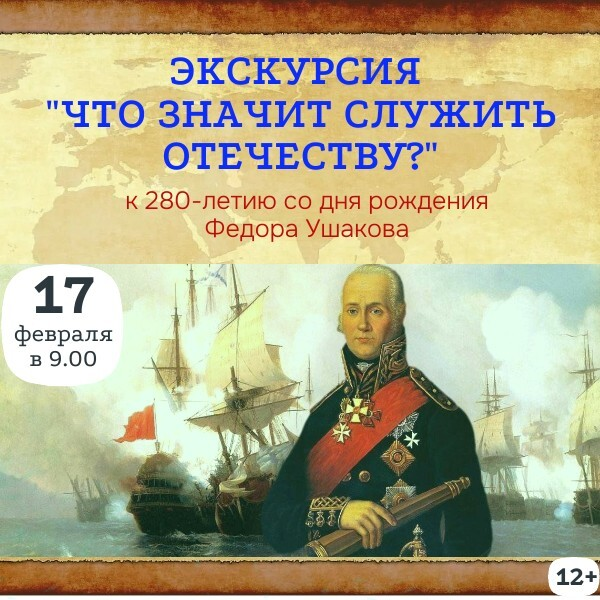 ЭКСКУРСИЯ
"ЧТО ЗНАЧИТ СЛУЖИТЬ
ОТЕЧЕСТВУ?"
к 280-летию со дня рождения
Федора Ушакова
17
февраля
в 9.00
12+